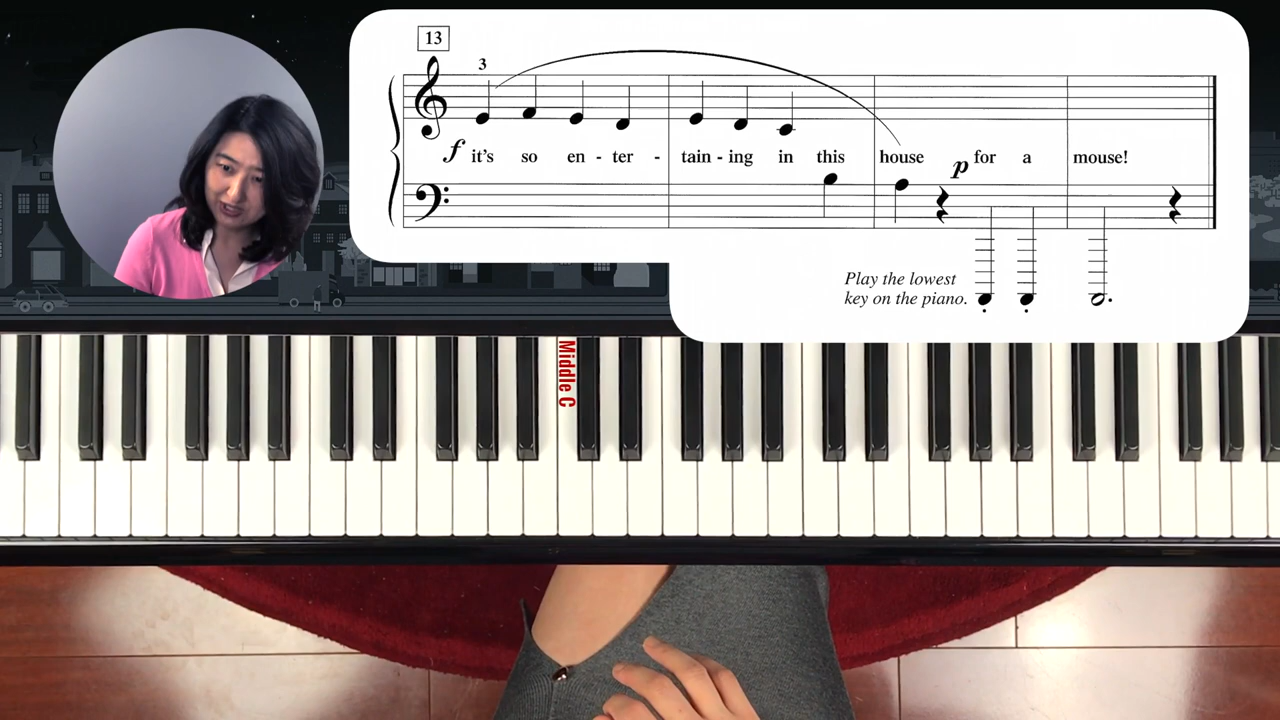 13
3
f it's so en - ter - tain - ing in this house p for a mouse!
Play the lowest
key on the piano.
Middle C